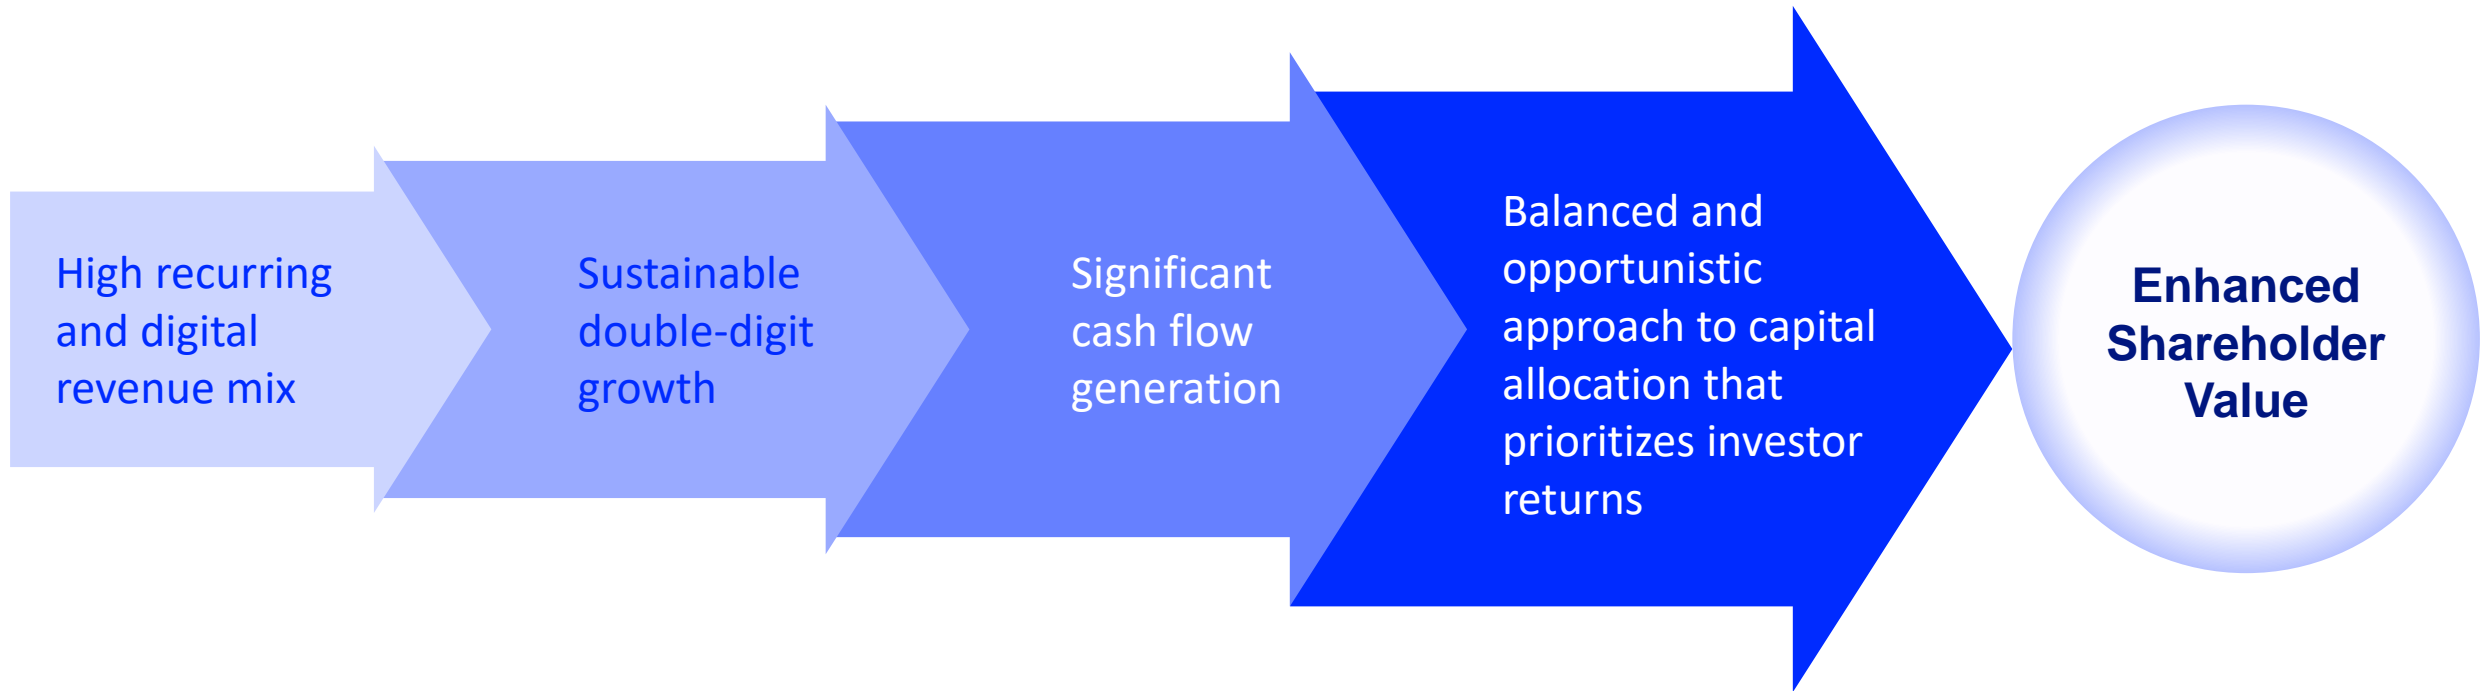 High recurring
and digital
revenue mix
Sustainable
double-digit
growth
Significant
cash flow
generation
Balanced and
opportunistic
approach to capital
allocation that
prioritizes investor
returns
Enhanced
Shareholder
Value